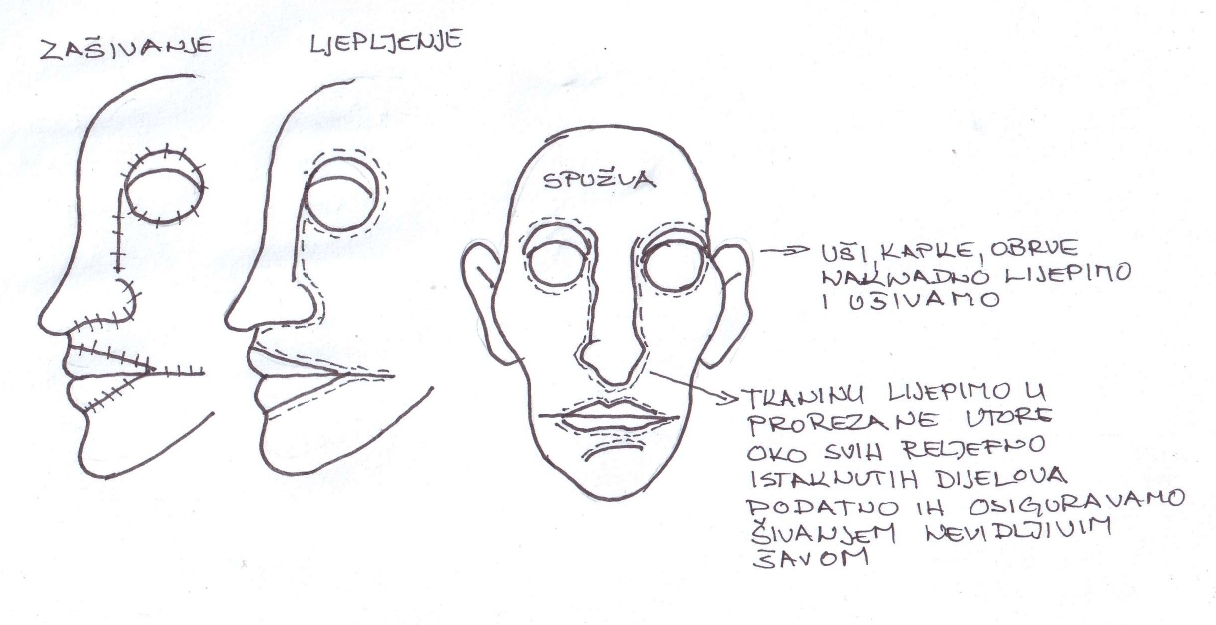 ZAŠIVANJE
LJEPLJENJE
SPUŽVA
UŠI, KAPKE, OBRVE
NAKNADNO LIJEPIMO
I UŠIVAMO
TKANINU LIJEPIMO U
PROREZANE UTORE
OKO SVIH RELJEFNO
ISTAKNUTIH DIJELOVA
PODATNO IH OSIGURAVAMO
ŠIVANJEM NEVIDLJIVIM
ŠAVOM